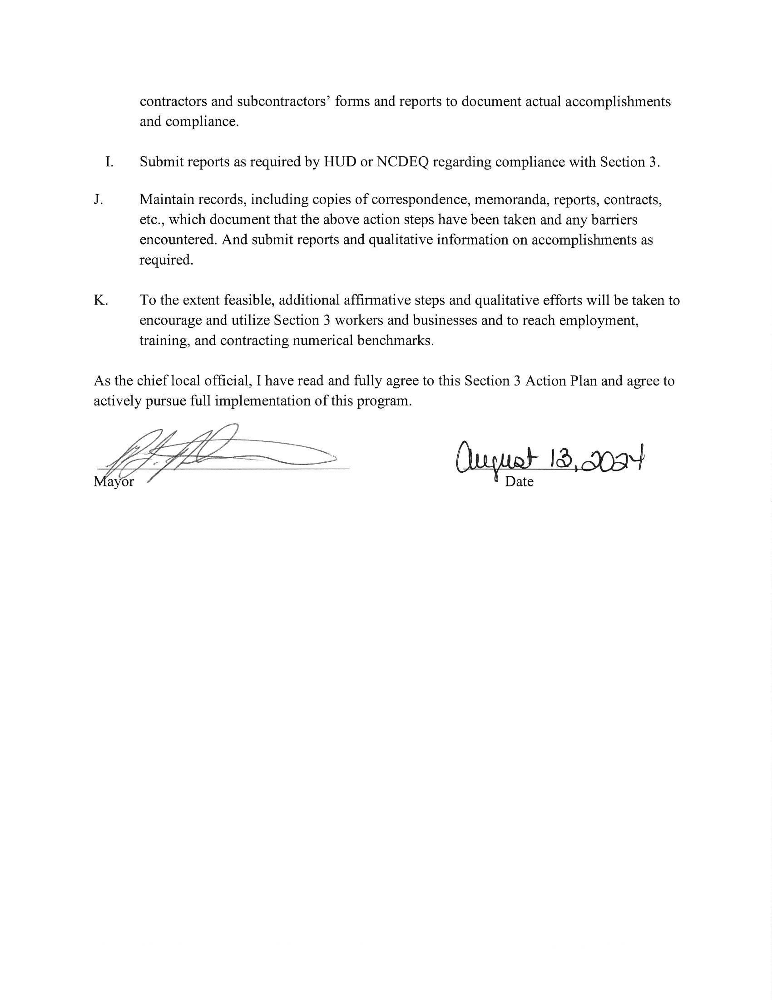 contractors and subcontractors’ forms and reports to document actual accomplishments
and compliance.
I. Submit reports as required by HUD or NCDEQ regarding compliance with Section 3.
J. Maintain records, including copies of correspondence, memoranda, reports, contracts,
etc., which document that the above action steps have been taken and any barriers
encountered. And submit reports and qualitative information on accomplishments as
required.
K. To the extent feasible, additional affirmative steps and qualitative efforts will be taken to
encourage and utilize Section 3 workers and businesses and to reach employment,
training, and contracting numerical benchmarks.
As the chief local official, I have read and fully agree to this Section 3 Action Plan and agree to
actively pursue full implementation of this program.
August 13, 2024
Mayor Date